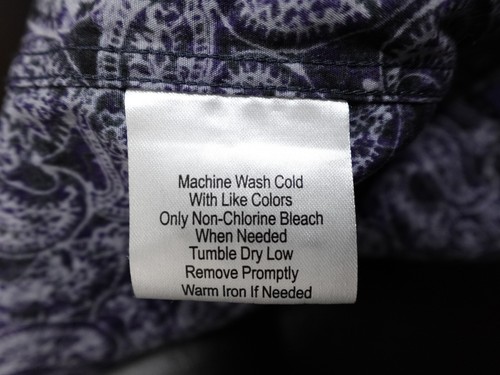 Machine Wash Cold
With Like Colors
Only Non-Chlorine Bleach
When Needed
Tumble Dry Low
Remove Promptly
Warm Iron If Needed